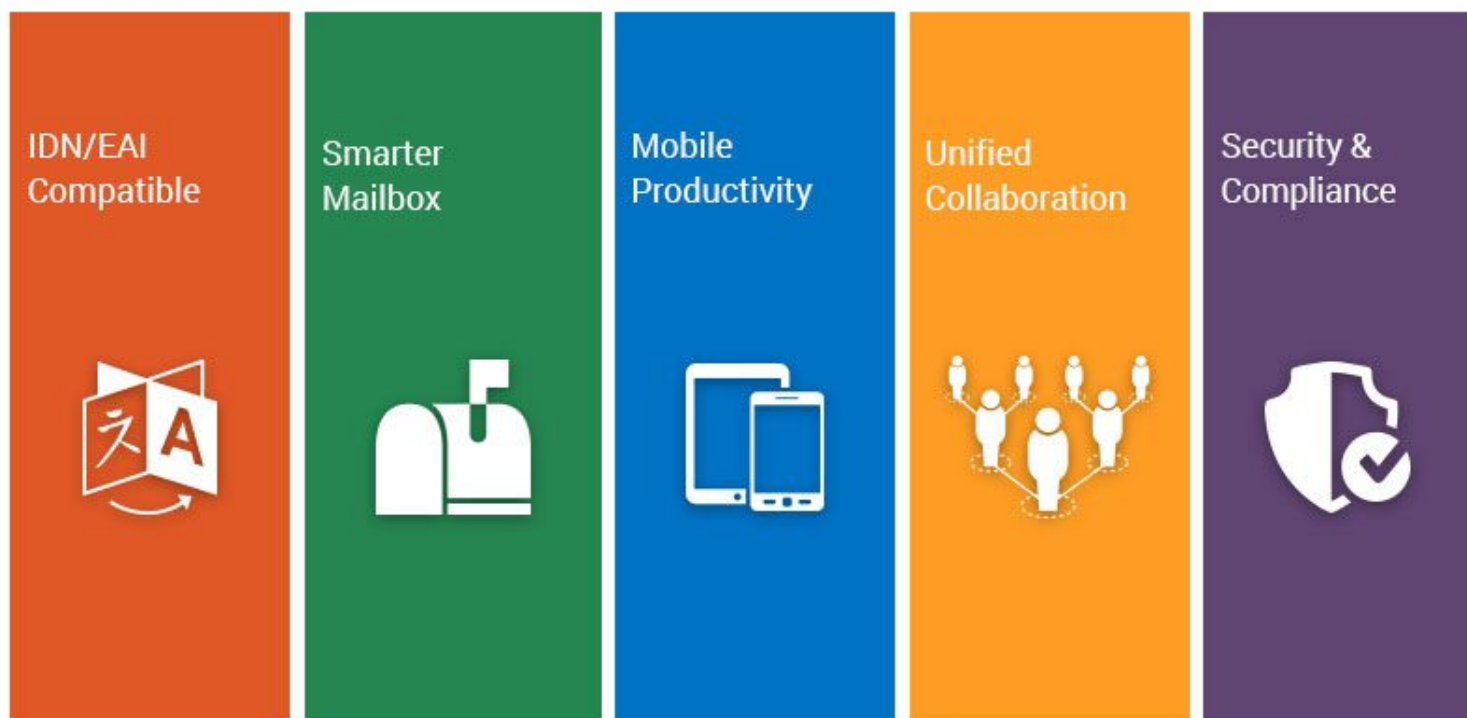 IDN/EAI
Compatible
Smarter
Mailbox
Mobile
Productivity
Unified
Collaboration
Security &
Compliance
A